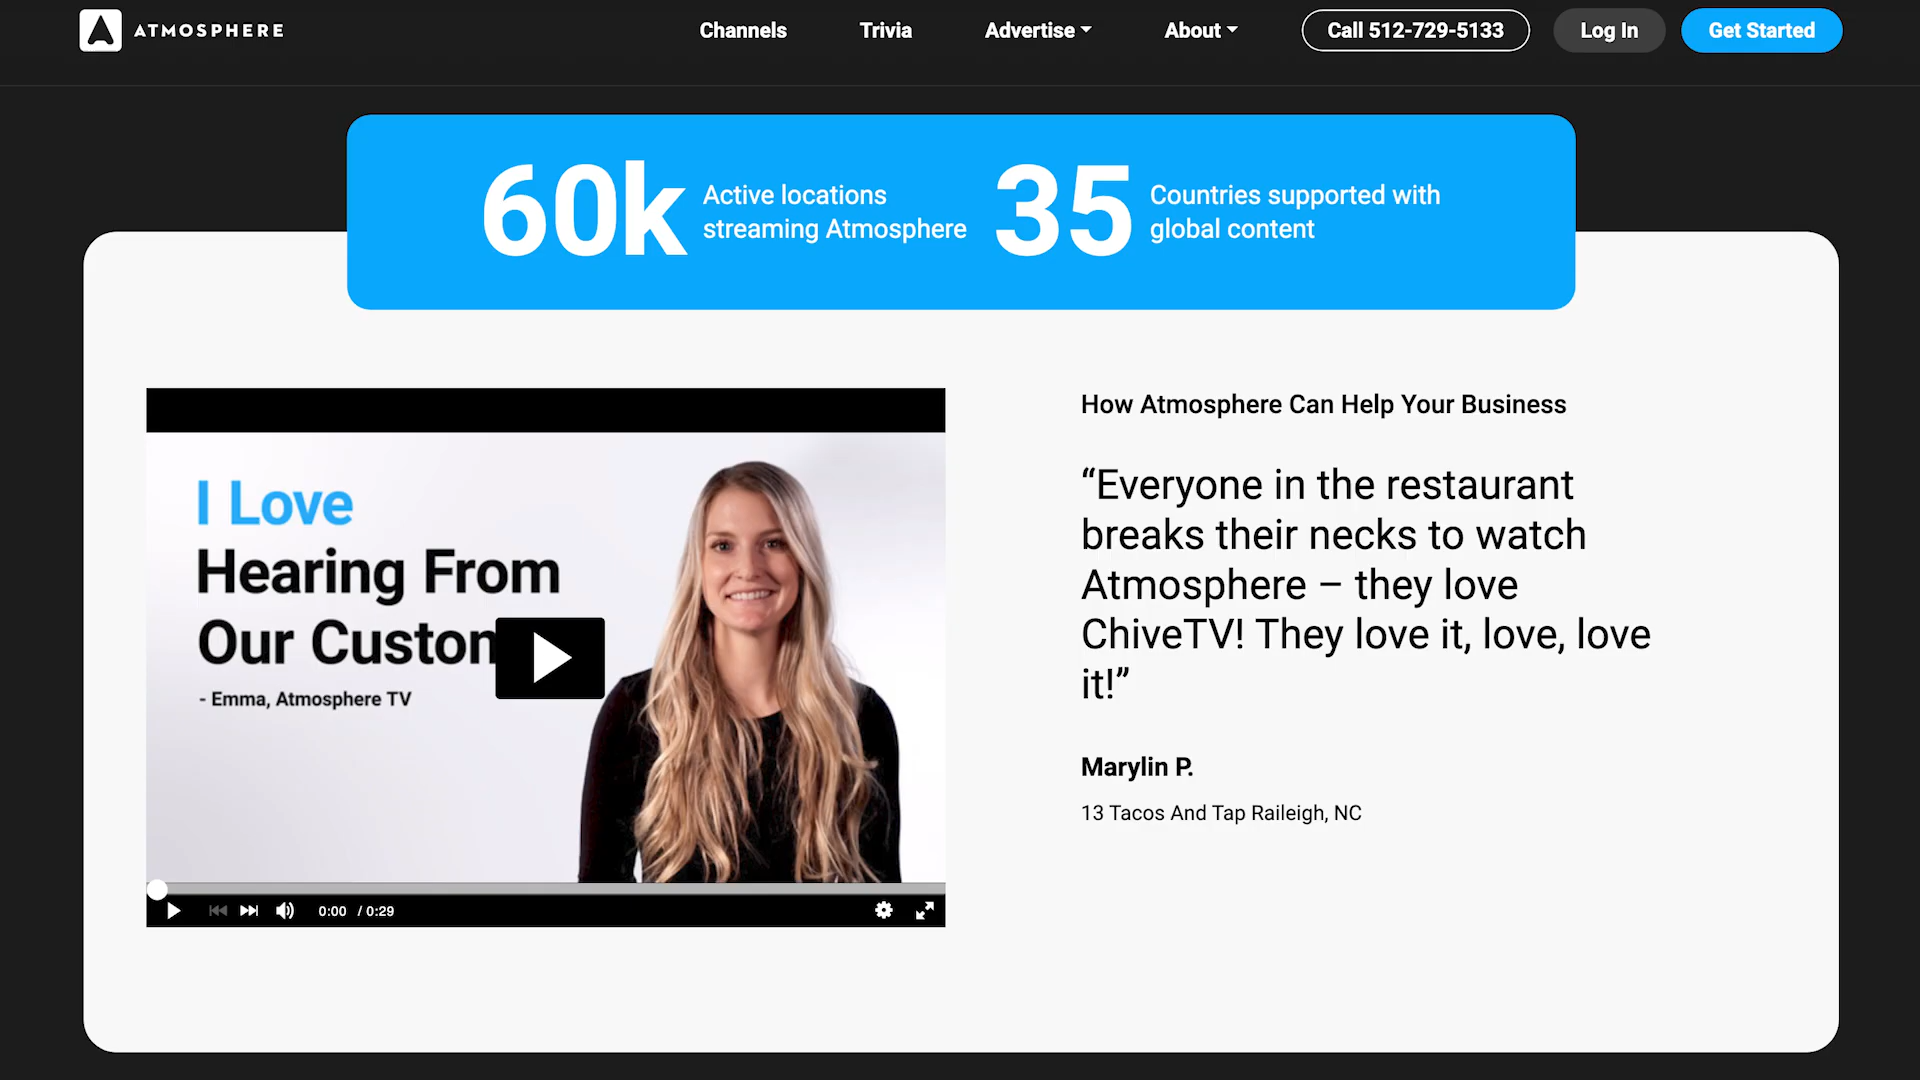 ATMOSPHERE
Channels
Trivia
Advertise
About
Call 512-729-5133
Log In
Get Started
60k
Active locations
streaming Atmosphere
35
Countries supported with
global content
I Love
Hearing From
Our Custom
- Emma, Atmosphere TV
0:00 / 0:29
How Atmosphere Can Help Your Business
“Everyone in the restaurant
breaks their necks to watch
Atmosphere – they love
ChiveTV! They love it, love, love
it!”
Marylin P.
13 Tacos And Tap Raileigh, NC